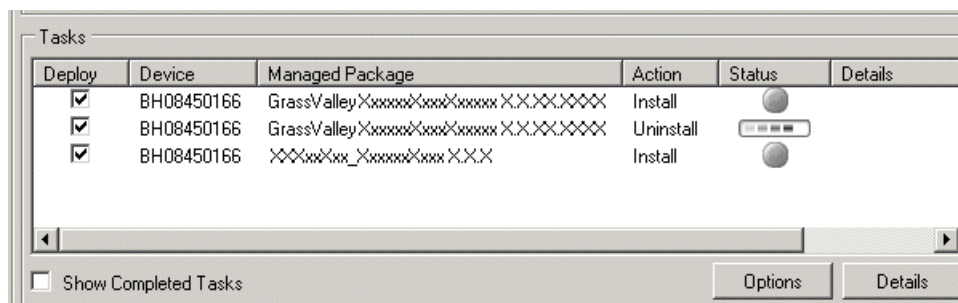 Tasks
Deploy Device Managed Package Action Status Details
BH08450166 GrassValleyXxxxxxXxxxXxxxxx X.X.XX.XXXX Install
BH08450166 GrassValleyXxxxxxXxxxXxxxxx X.X.XX.XXXX Uninstall
BH08450166 XXXxxXxx_XxxxxxXxxx X.X.X Install
Show Completed Tasks Options Details